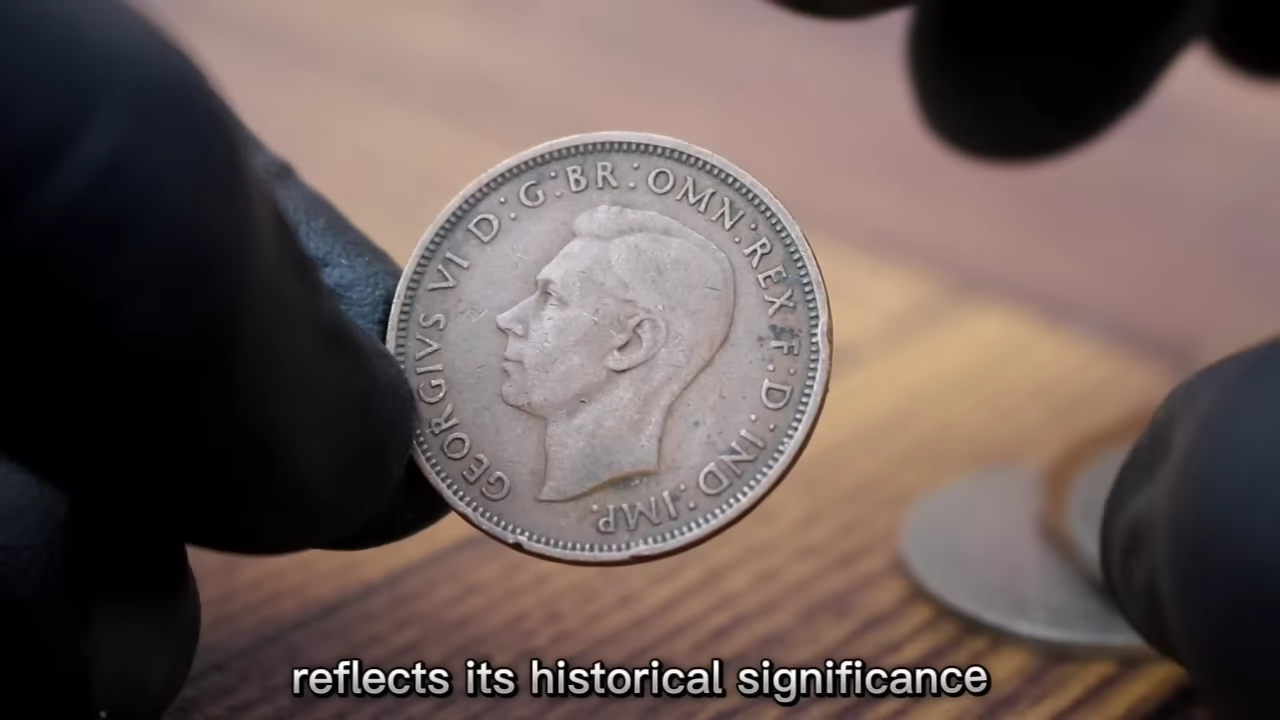 GEORGIVS VI D:G:BR:OMN:REX F:D:IND:IMP.
reflects its historical significance